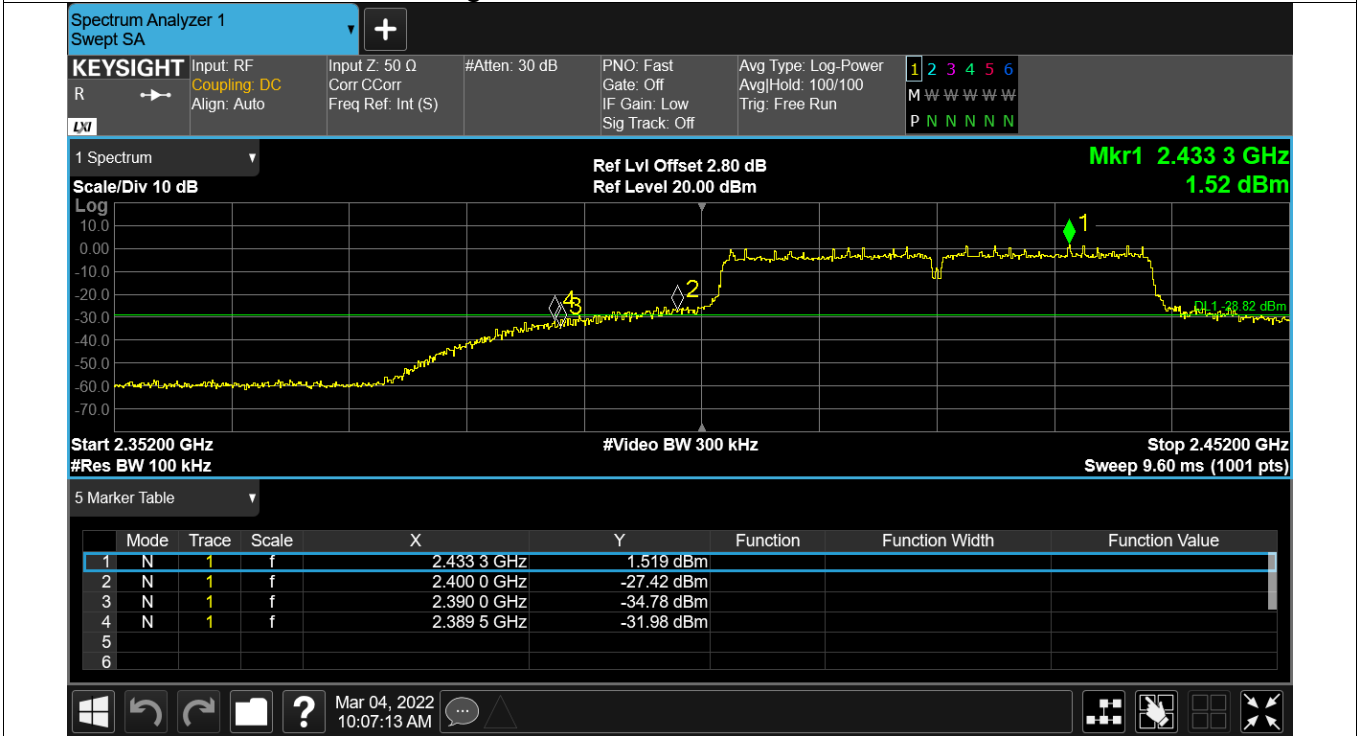 Spectrum Analyzer 1
Swept SA
KEYSIGHT
R
LXI
Input: RF
Coupling: DC
Align: Auto
Input Z: 50 Ω
Corr CCorr
Freq Ref: Int (S)
#Atten: 30 dB
PNO: Fast
Gate: Off
IF Gain: Low
Sig Track: Off
Avg Type: Log-Power
Avg|Hold: 100/100
Trig: Free Run
1 2 3 4 5 6
M W W W W W
P N N N N N
1 Spectrum
Scale/Div 10 dB
Ref Lvl Offset 2.80 dB
Ref Level 20.00 dBm
Mkr1 2.433 3 GHz
1.52 dBm
Log
10.0
0.00
-10.0
-20.0
-30.0
-40.0
-50.0
-60.0
-70.0
1
2
4
3
DL1 -28.82 dBm
Start 2.35200 GHz
#Video BW 300 kHz
Stop 2.45200 GHz
#Res BW 100 kHz
Sweep 9.60 ms (1001 pts)
5 Marker Table
Mode Trace Scale X Y Function Function Width Function Value
1 N 1 f 2.433 3 GHz 1.519 dBm
2 N 1 f 2.400 0 GHz -27.42 dBm
3 N 1 f 2.390 0 GHz -34.78 dBm
4 N 1 f 2.389 5 GHz -31.98 dBm
5
6
?
Mar 04, 2022
10:07:13 AM